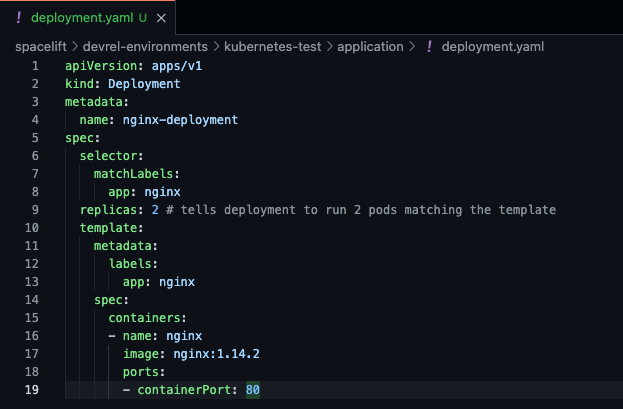 ! deployment.yaml U ×
spacelift > devrel-environments > kubernetes-test > application > ! deployment.yaml
1 apiVersion: apps/v1
2 kind: Deployment
3 metadata:
4   name: nginx-deployment
5 spec:
6   selector:
7     matchLabels:
8       app: nginx
9   replicas: 2 # tells deployment to run 2 pods matching the template
10   template:
11     metadata:
12       labels:
13         app: nginx
14     spec:
15       containers:
16       - name: nginx
17         image: nginx:1.14.2
18         ports:
19         - containerPort: 80